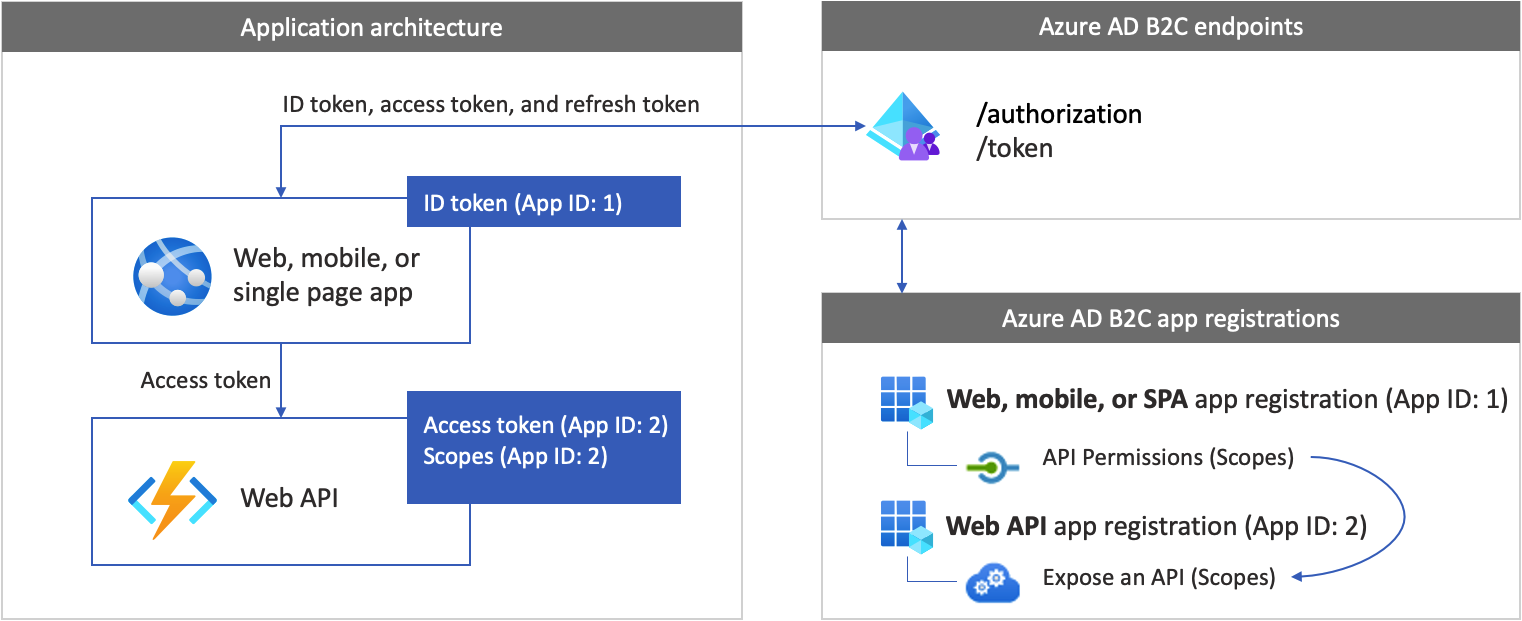 Application architecture
ID token, access token, and refresh token
ID token (App ID: 1)
Web, mobile, or
single page app
Access token
Access token (App ID: 2)
Scopes (App ID: 2)
Web API
Azure AD B2C endpoints
/authorization
/token
Azure AD B2C app registrations
Web, mobile, or SPA app registration (App ID: 1)
API Permissions (Scopes)
Web API app registration (App ID: 2)
Expose an API (Scopes)